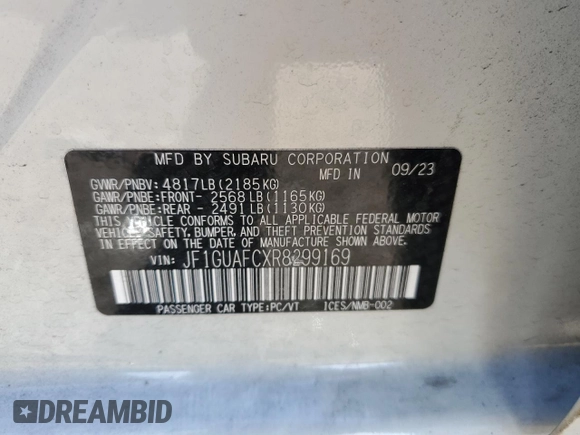 MFD BY SUBARU CORPORATION
MFD IN 09/23
GVWR/PNBV: 4817LB(2185KG)
GAWR/PNBE:FRONT- 2568LB(1165KG)
GAWR/PNBE:REAR - 2491LB(1130KG)
THIS VEHICLE CONFORMS TO ALL APPLICABLE FEDERAL MOTOR
VEHICLE SAFETY, BUMPER, AND THEFT PREVENTION STANDARDS
IN EFFECT ON THE DATE OF MANUFACTURE SHOWN ABOVE.
VIN: JF1GUAFCXR8299169
PASSENGER CAR TYPE:PC/VT ICES/NMB-002
DREAMBID